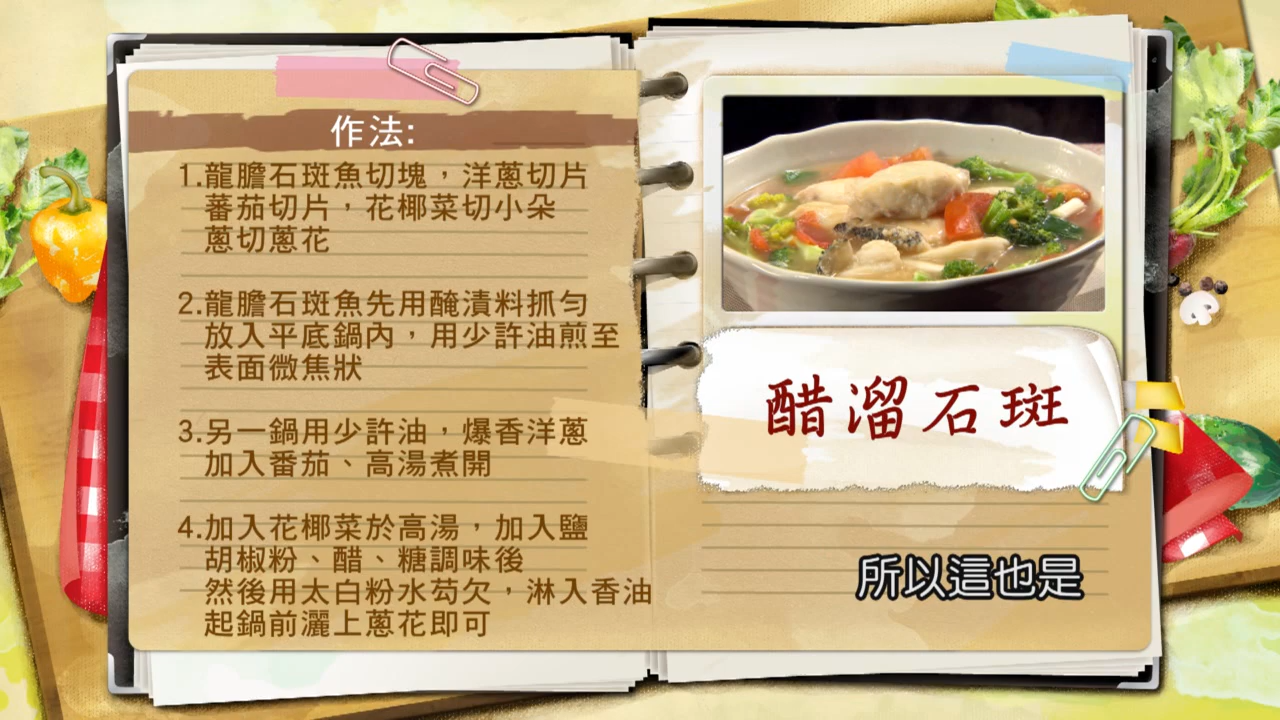 作法:
1.龍膽石斑魚切塊，洋蔥切片
蕃茄切片，花椰菜切小朵
蔥切蔥花
2.龍膽石斑魚先用醃漬料抓勻
放入平底鍋內，用少許油煎至
表面微焦狀
3.另一鍋用少許油，爆香洋蔥
加入番茄、高湯煮開
4.加入花椰菜於高湯，加入鹽
胡椒粉、醋、糖調味後
然後用太白粉水芶欠，淋入香油
起鍋前灑上蔥花即可
醋溜石斑
所以這也是